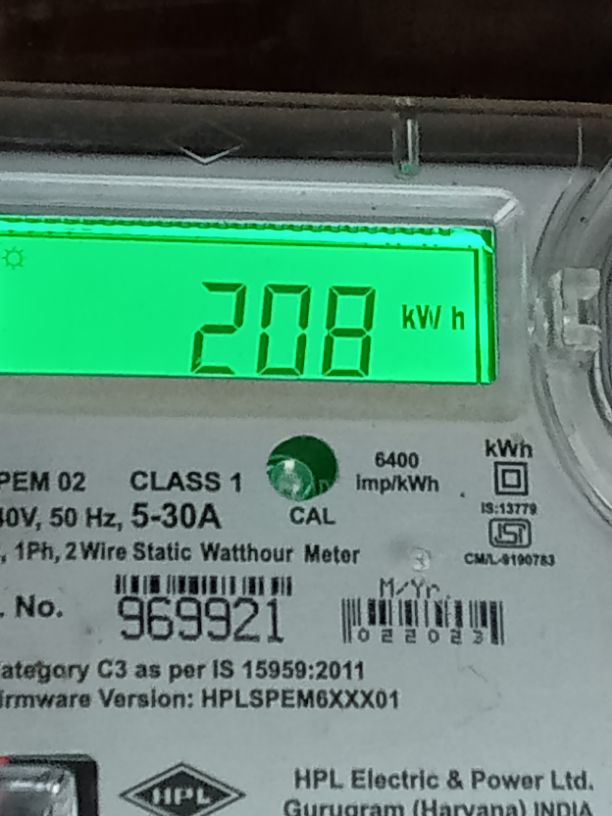 208 kWh
kWh
6400
PEM 02 CLASS 1 imp/kWh
IS:13779
40V, 50 Hz, 5-30A CAL
, 1Ph, 2 Wire Static Watthour Meter
CM/L-9190783
M/Yr.
. No. 969921 022023
ategory C3 as per IS 15959:2011
irmware Version: HPLSPEM6XXX01
HPL
HPL Electric & Power Ltd.
Gurugram (Haryana) INDIA